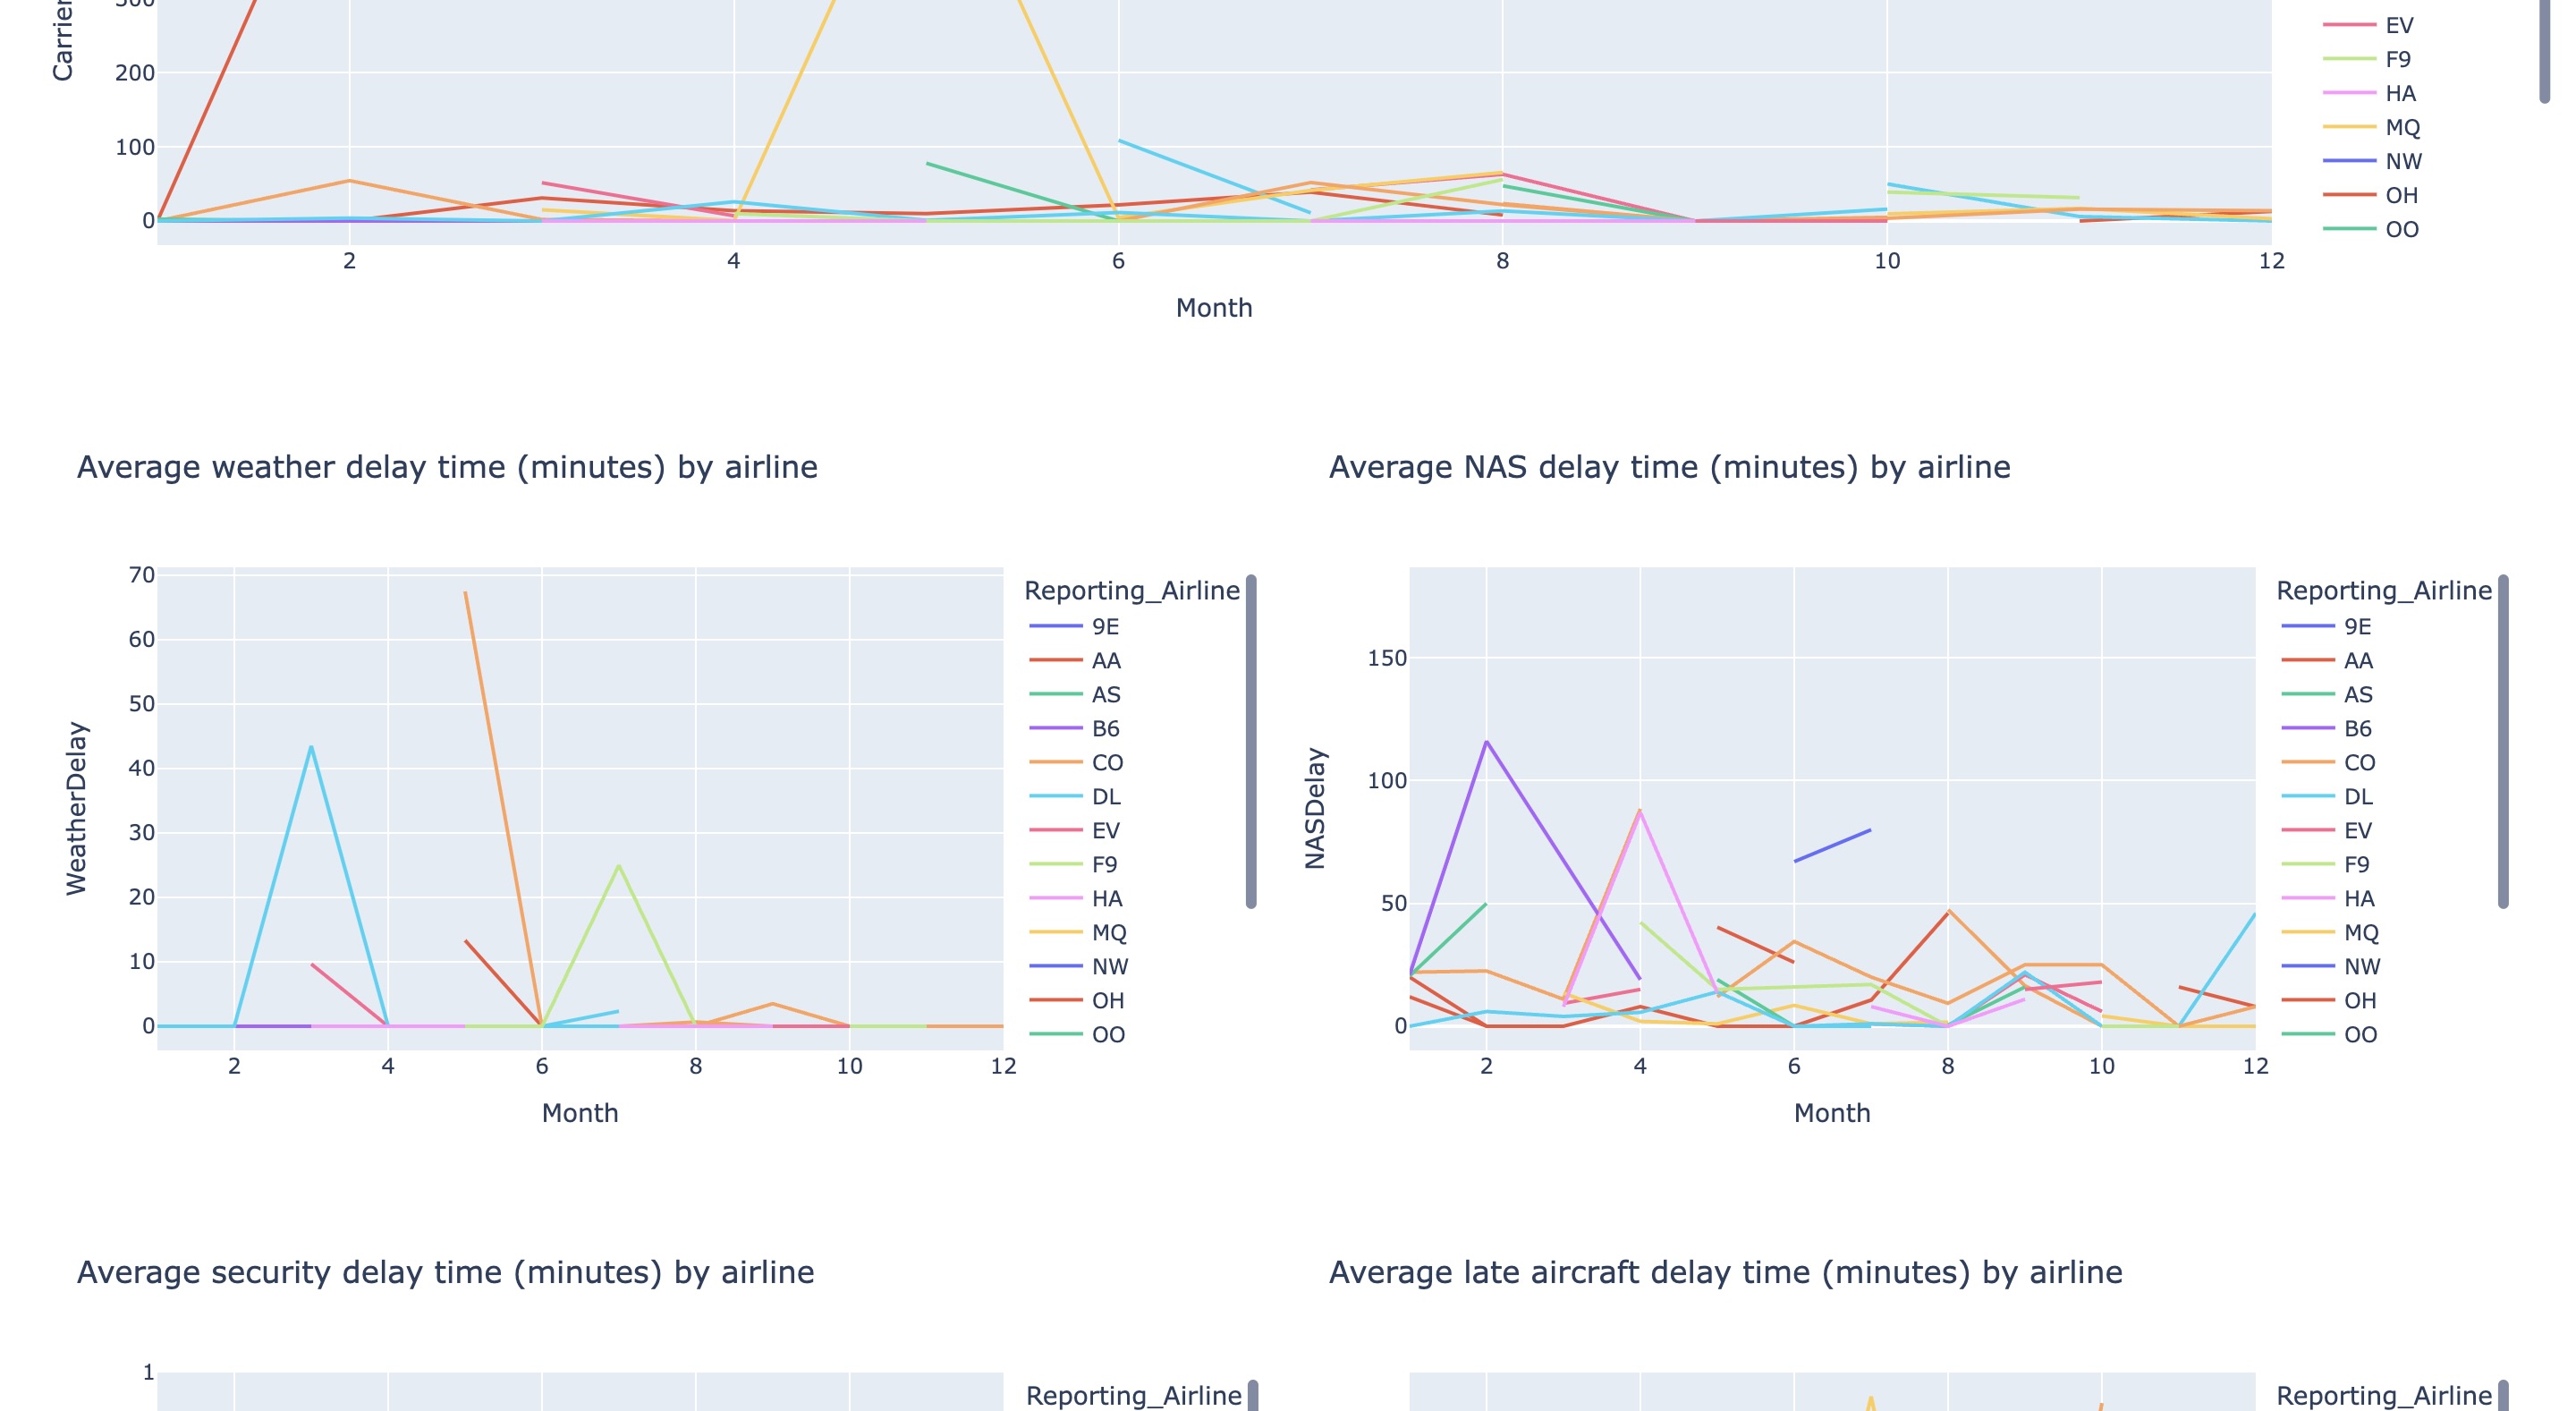 Carrier
300
200
100
0
2 4 6 8 10 12
Month
EV
F9
HA
MQ
NW
OH
OO
Average weather delay time (minutes) by airline
WeatherDelay
70
60
50
40
30
20
10
0
2 4 6 8 10 12
Month
Reporting_Airline
9E
AA
AS
B6
CO
DL
EV
F9
HA
MQ
NW
OH
OO
Average NAS delay time (minutes) by airline
NASDelay
150
100
50
0
2 4 6 8 10 12
Month
Reporting_Airline
9E
AA
AS
B6
CO
DL
EV
F9
HA
MQ
NW
OH
OO
Average security delay time (minutes) by airline
1
Reporting_Airline
Average late aircraft delay time (minutes) by airline
Reporting_Airline